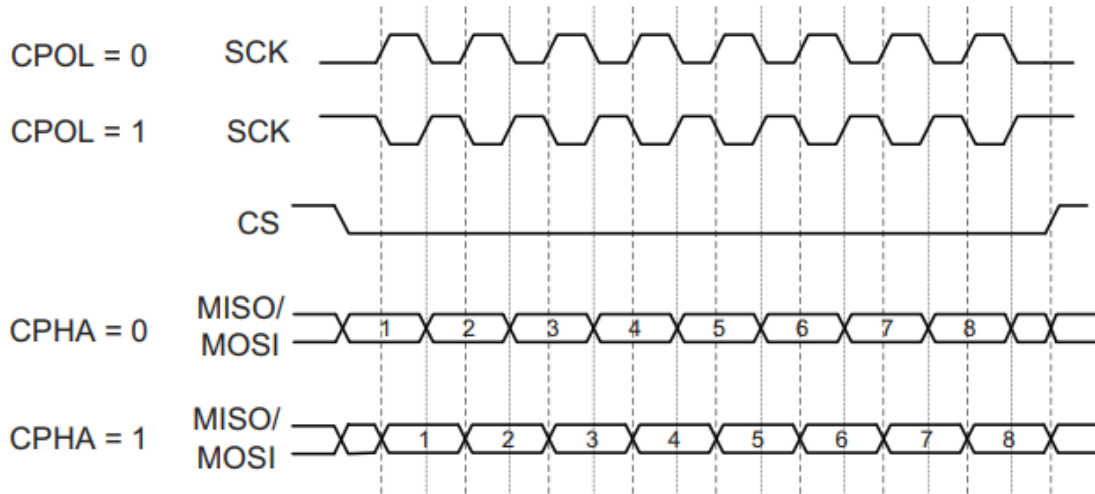 CPOL = 0 SCK
CPOL = 1 SCK
CS
CPHA = 0 MISO/
MOSI
1 2 3 4 5 6 7 8
CPHA = 1 MISO/
MOSI
1 2 3 4 5 6 7 8